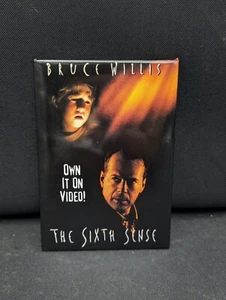 BRUCE WILLIS
OWN
IT ON
VIDEO!
THE SIXTH SENSE